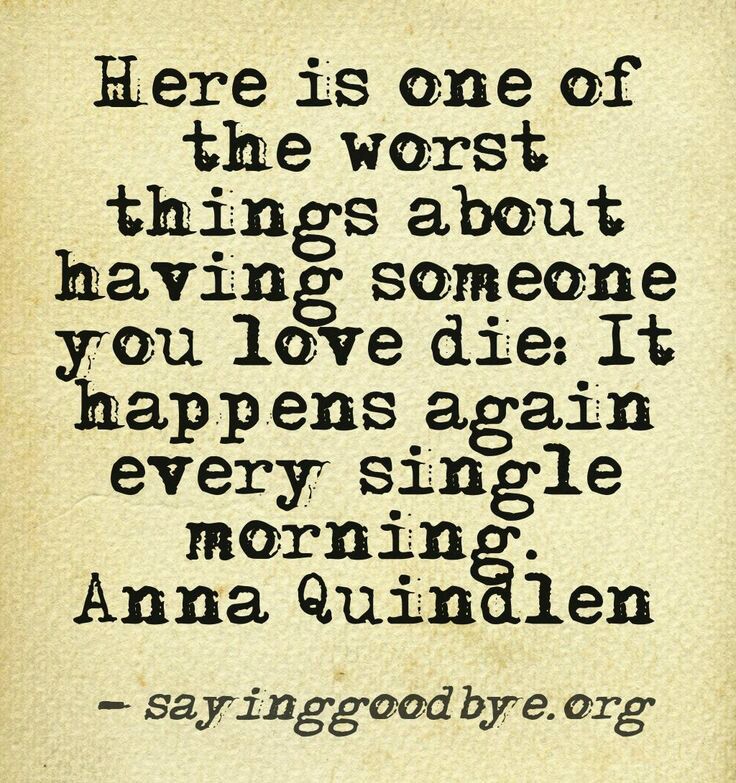 Here is one of
the worst
things about
having someone
you love die: It
happens again
every single
morning.
Anna Quindlen
- sayinggoodbye.org